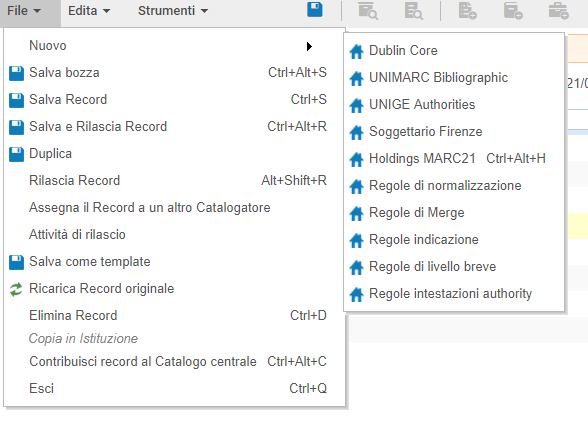 File Edita Strumenti
Nuovo
Salva bozza Ctrl+Alt+S
Salva Record Ctrl+S
Salva e Rilascia Record Ctrl+Alt+R
Duplica
Rilascia Record Alt+Shift+R
Assegna il Record a un altro Catalogatore
Attività di rilascio
Salva come template
Ricarica Record originale
Elimina Record Ctrl+D
Copia in Istituzione
Contribuisci record al Catalogo centrale Ctrl+Alt+C
Esci Ctrl+Q
Dublin Core
UNIMARC Bibliographic
UNIGE Authorities
Soggettario Firenze
Holdings MARC21 Ctrl+Alt+H
Regole di normalizzazione
Regole di Merge
Regole indicazione
Regole di livello breve
Regole intestazioni authority
21/0